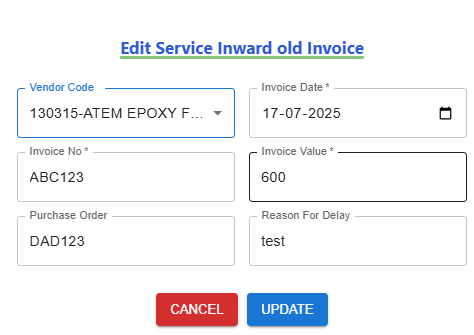 Edit Service Inward old Invoice
Vendor Code
130315-ATEM EPOXY F...
Invoice Date *
17-07-2025
Invoice No *
ABC123
Invoice Value *
600
Purchase Order
DAD123
Reason For Delay
test
CANCEL
UPDATE